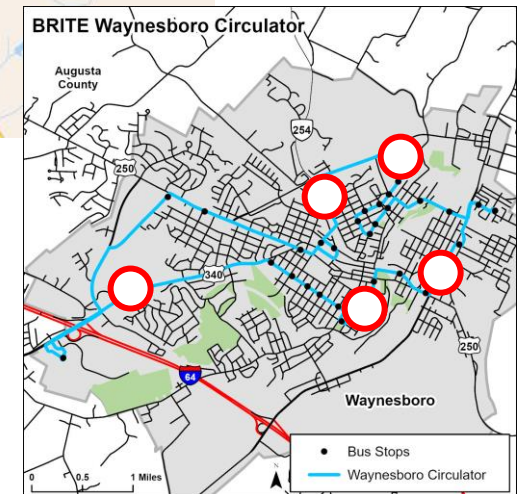 BRITE Waynesboro Circulator
Augusta
County
254
250
340
250
64
Waynesboro
N
Bus Stops
Waynesboro Circulator
0 0.5 1 Miles